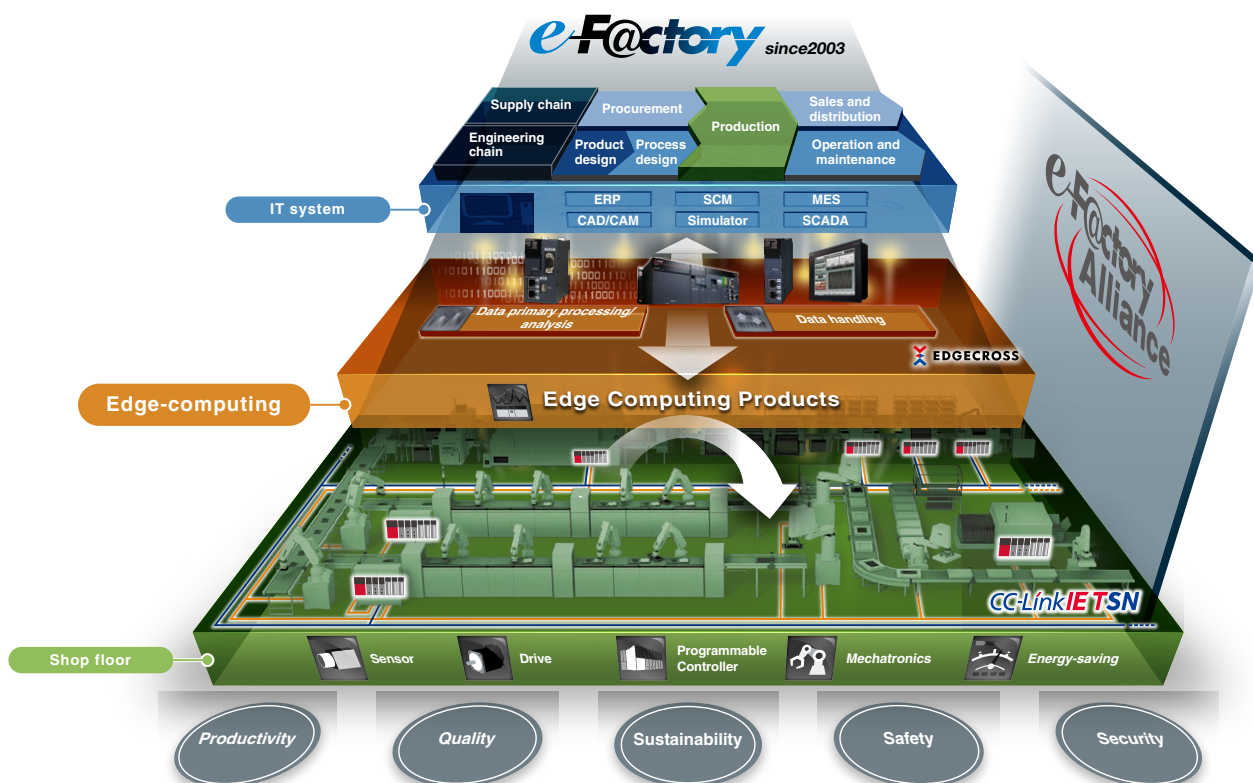 e-F@ctory since2003
Supply chain
Procurement
Production
Sales and
distribution
Engineering
chain
Product
design
Process
design
Operation and
maintenance
IT system
ERP
SCM
MES
CAD/CAM
Simulator
SCADA
e-F@ctory
Alliance
Data primary processing/
analysis
Data handling
EDGECROSS
Edge-computing
Edge Computing Products
CC-Link IE TSN
Shop floor
Sensor
Drive
Programmable
Controller
Mechatronics
Energy-saving
Productivity
Quality
Sustainability
Safety
Security